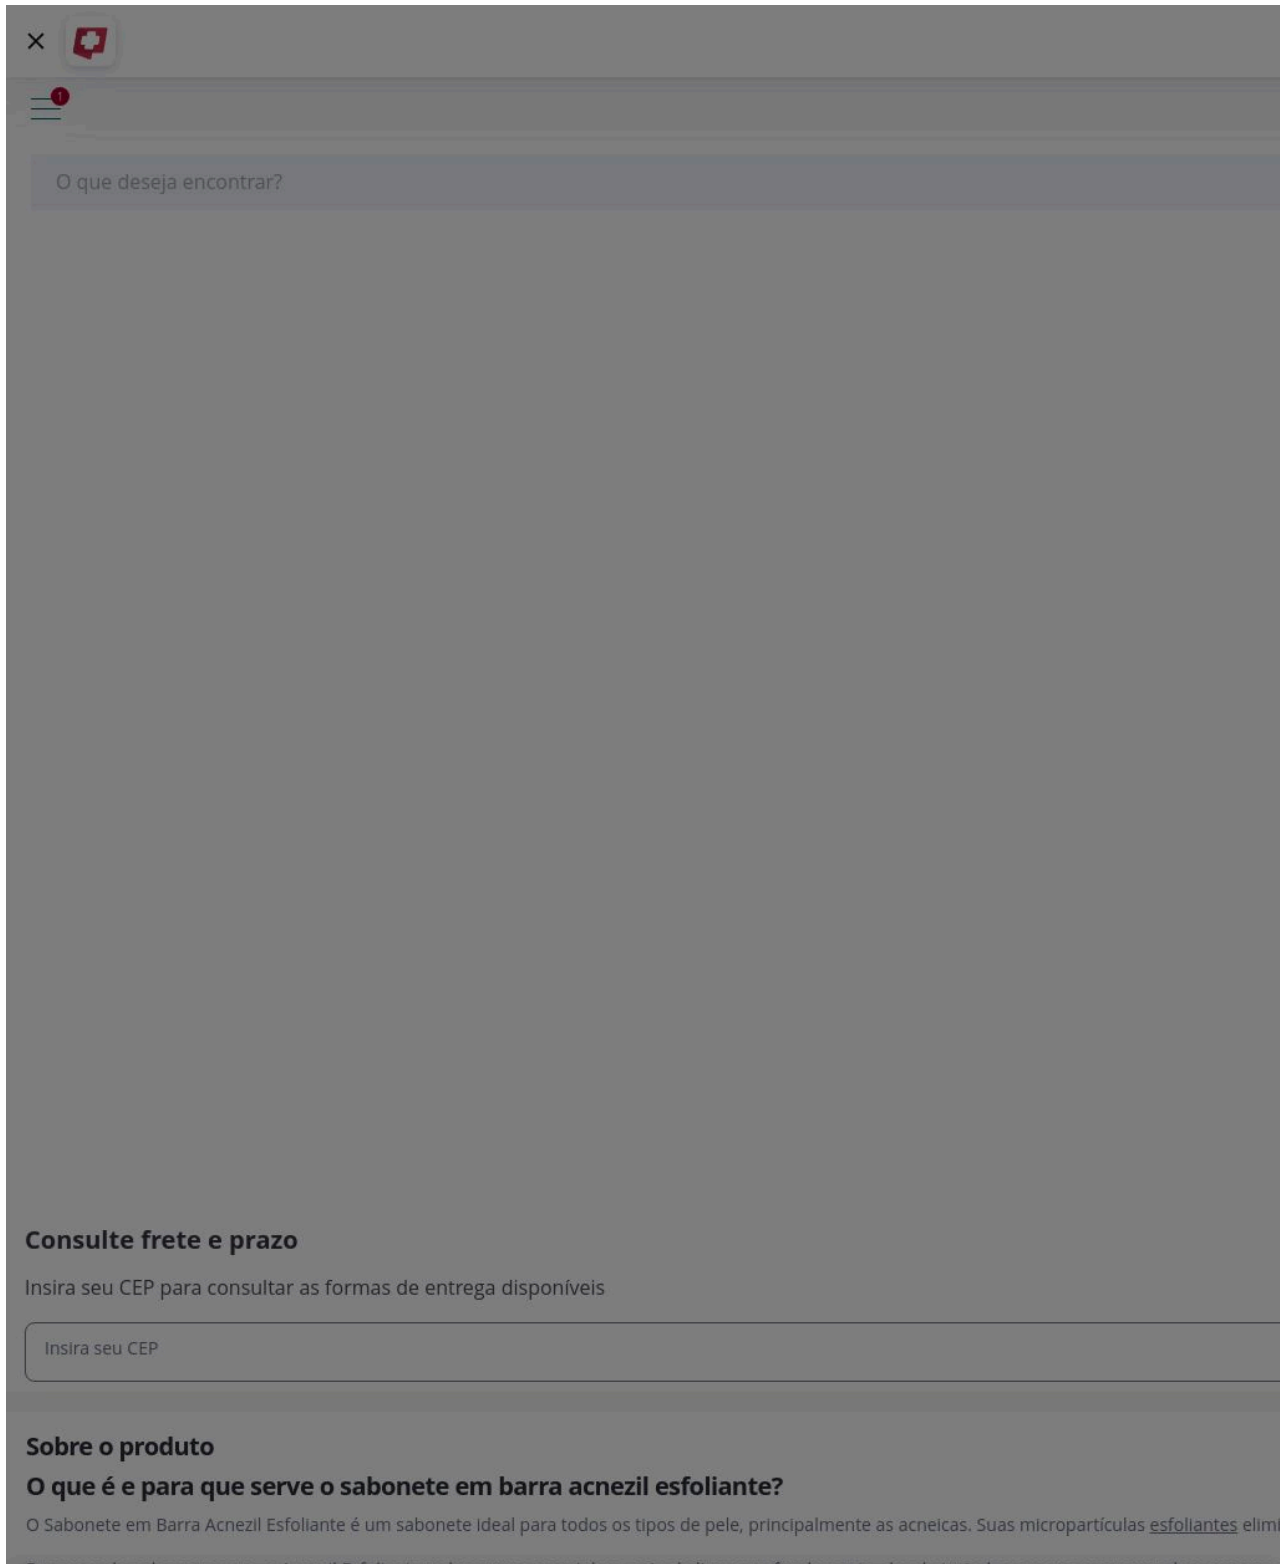 1
O que deseja encontrar?
Consulte frete e prazo
Insira seu CEP para consultar as formas de entrega disponíveis
Insira seu CEP
Sobre o produto
O que é e para que serve o sabonete em barra acnezil esfoliante?
O Sabonete em Barra Acnezil Esfoliante é um sabonete ideal para todos os tipos de pele, principalmente as acneicas. Suas micropartículas esfoliantes elimi